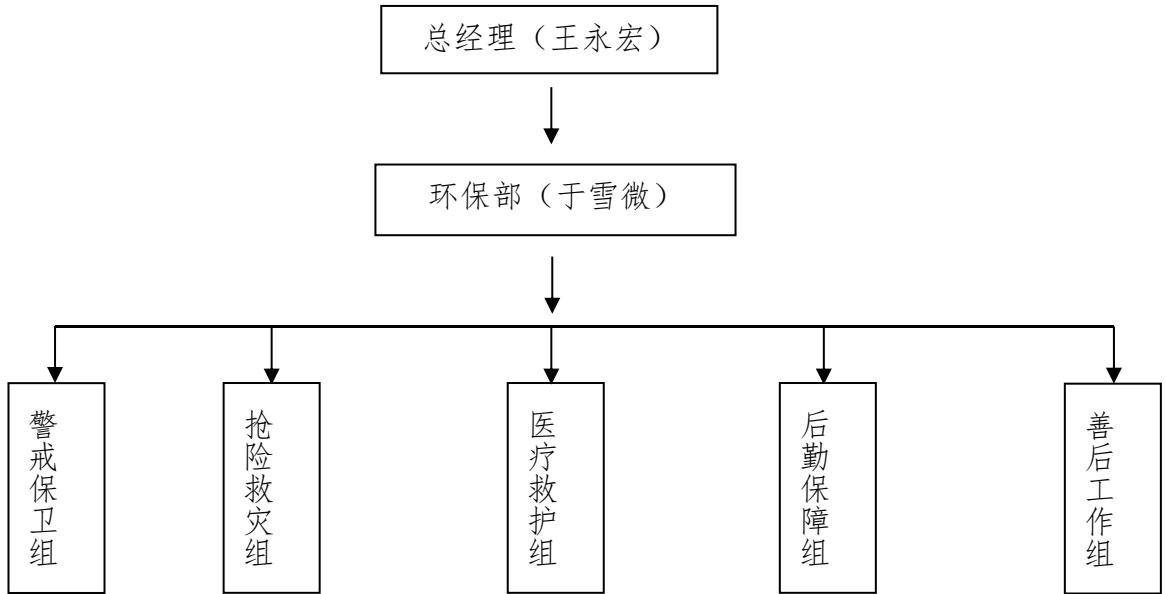 总经理（王永宏）
环保部（于雪微）
警戒保卫组
抢险救灾组
医疗救护组
后勤保障组
善后工作组